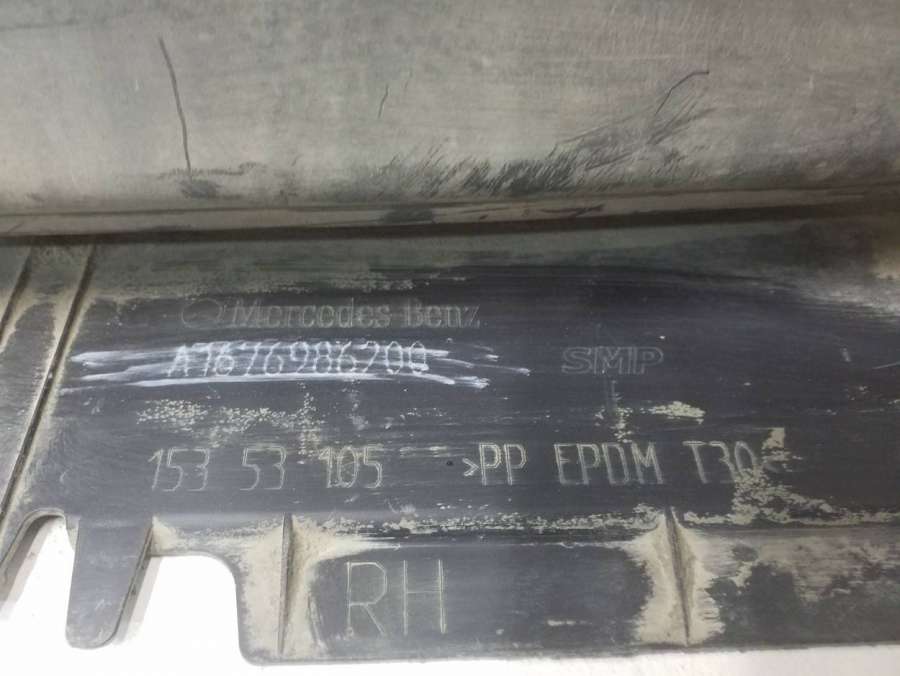 Mercedes Benz
A1676986200 SMP
153 53 105 >PP EPDM T30<
RH